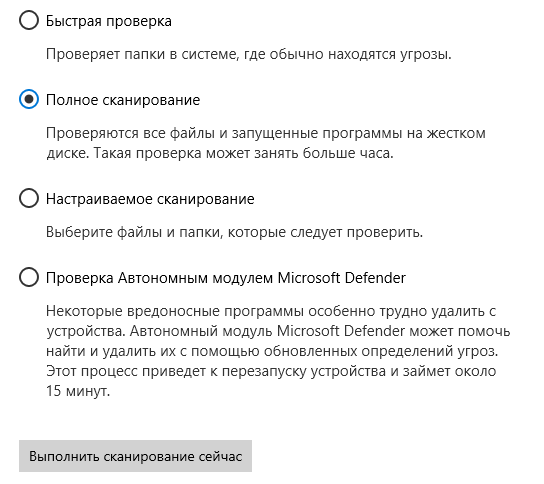 Быстрая проверка
Проверяет папки в системе, где обычно находятся угрозы.
Полное сканирование
Проверяются все файлы и запущенные программы на жестком
диске. Такая проверка может занять больше часа.
Настраиваемое сканирование
Выберите файлы и папки, которые следует проверить.
Проверка Автономным модулем Microsoft Defender
Некоторые вредоносные программы особенно трудно удалить с
устройства. Автономный модуль Microsoft Defender может помочь
найти и удалить их с помощью обновленных определений угроз.
Этот процесс приведет к перезапуску устройства и займет около
15 минут.
Выполнить сканирование сейчас